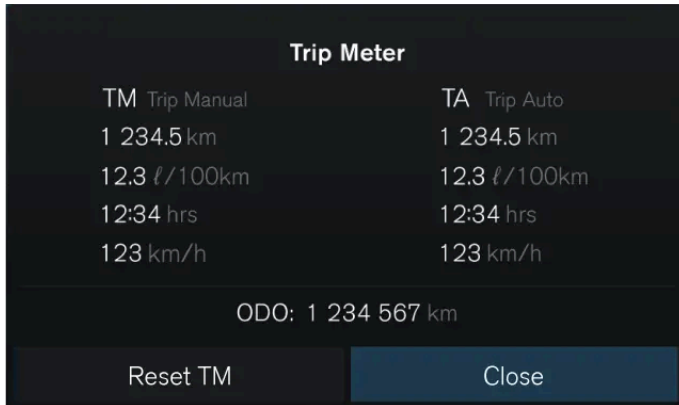 Trip Meter
TM Trip Manual
1 234.5 km
12.3 ℓ/100km
12:34 hrs
123 km/h
TA Trip Auto
1 234.5 km
12.3 ℓ/100km
12:34 hrs
123 km/h
ODO: 1 234 567 km
Reset TM
Close